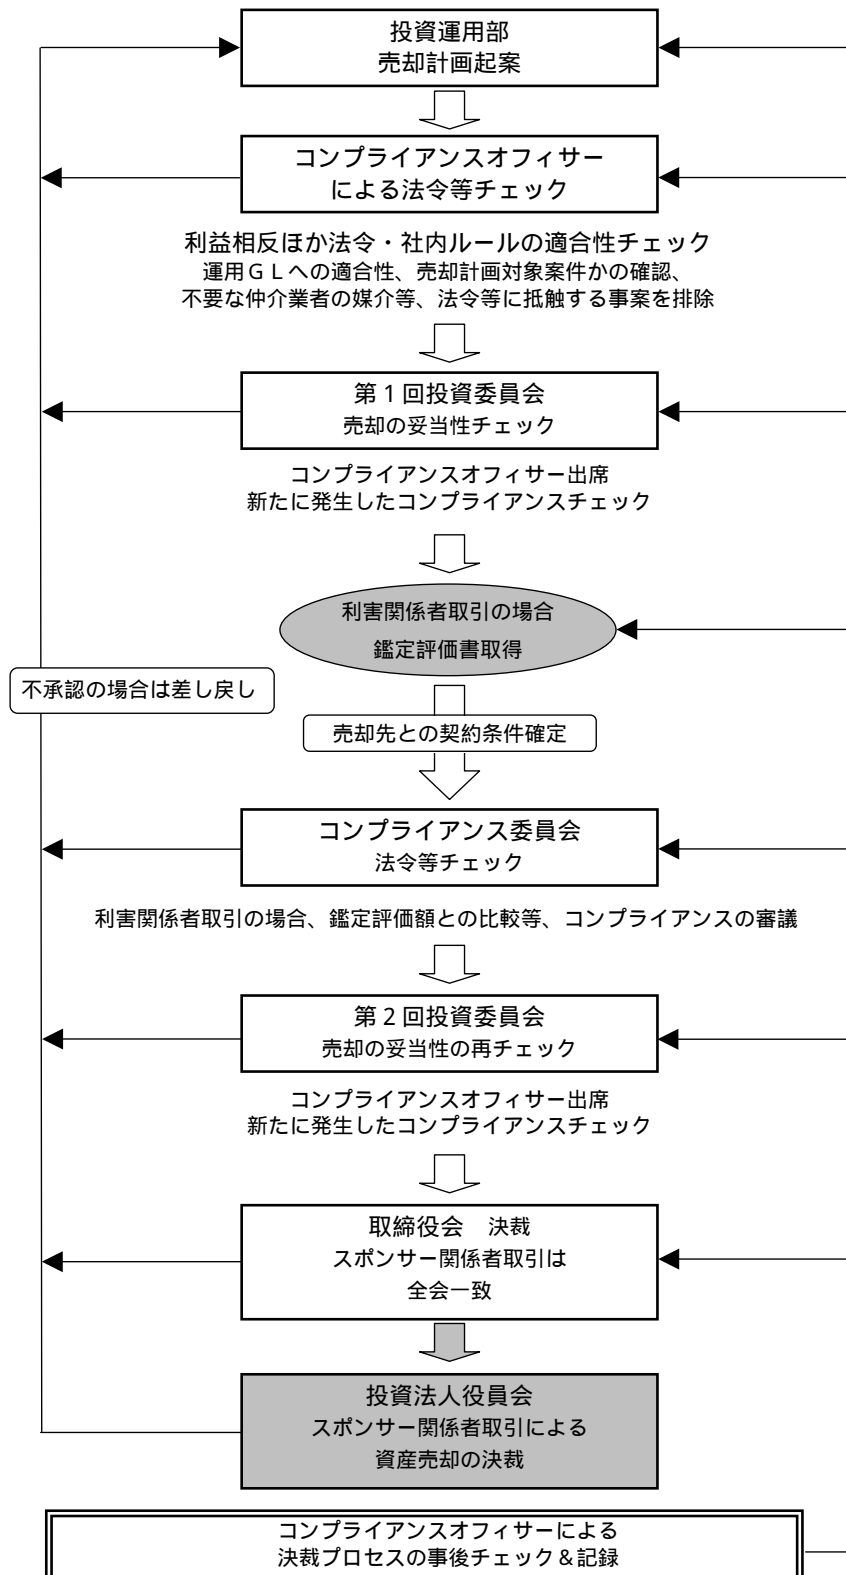 投資運用部
売却計画起案
コンプライアンスオフィサー
による法令等チェック
利益相反ほか法令・社内ルールの適合性チェック
運用ＧＬへの適合性、売却計画対象案件かの確認、
不要な仲介業者の媒介等、法令等に抵触する事案を排除
第１回投資委員会
売却の妥当性チェック
コンプライアンスオフィサー出席
新たに発生したコンプライアンスチェック
利害関係者取引の場合
鑑定評価書取得
不承認の場合は差し戻し
売却先との契約条件確定
コンプライアンス委員会
法令等チェック
利害関係者取引の場合、鑑定評価額との比較等、コンプライアンスの審議
第２回投資委員会
売却の妥当性の再チェック
コンプライアンスオフィサー出席
新たに発生したコンプライアンスチェック
取締役会　決裁
スポンサー関係者取引は
全会一致
投資法人役員会
スポンサー関係者取引による
資産売却の決裁
コンプライアンスオフィサーによる
決裁プロセスの事後チェック＆記録